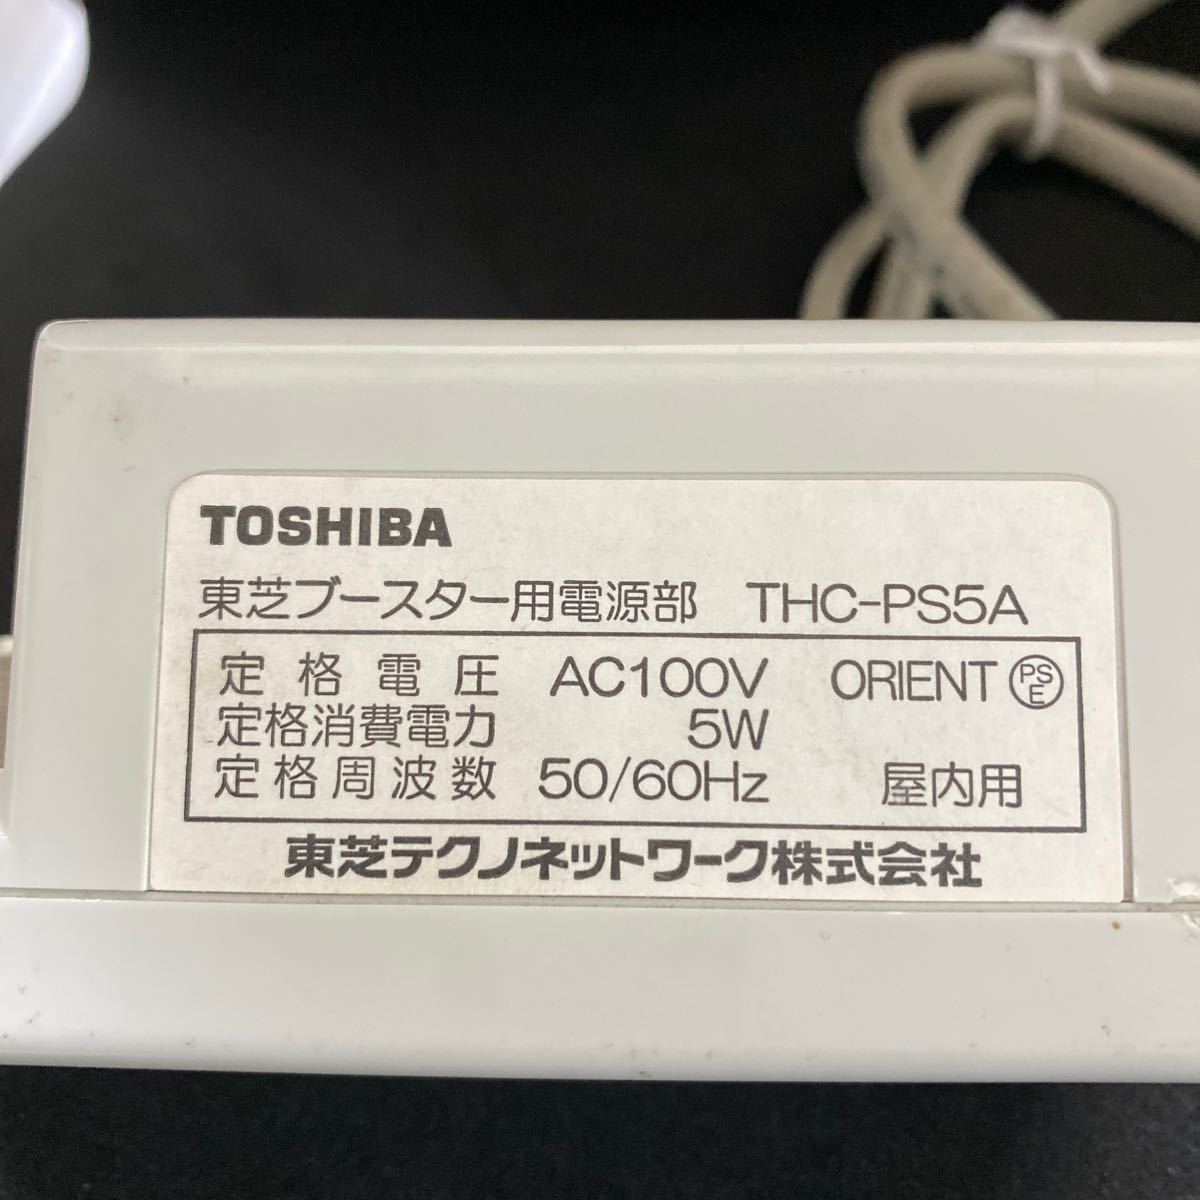 TOSHIBA
東芝ブースター用電源部 THC-PS5A
定格電圧 AC100V ORIENT PSE
定格消費電力 5W
定格周波数 50/60Hz 屋内用
東芝テクノネットワーク株式会社